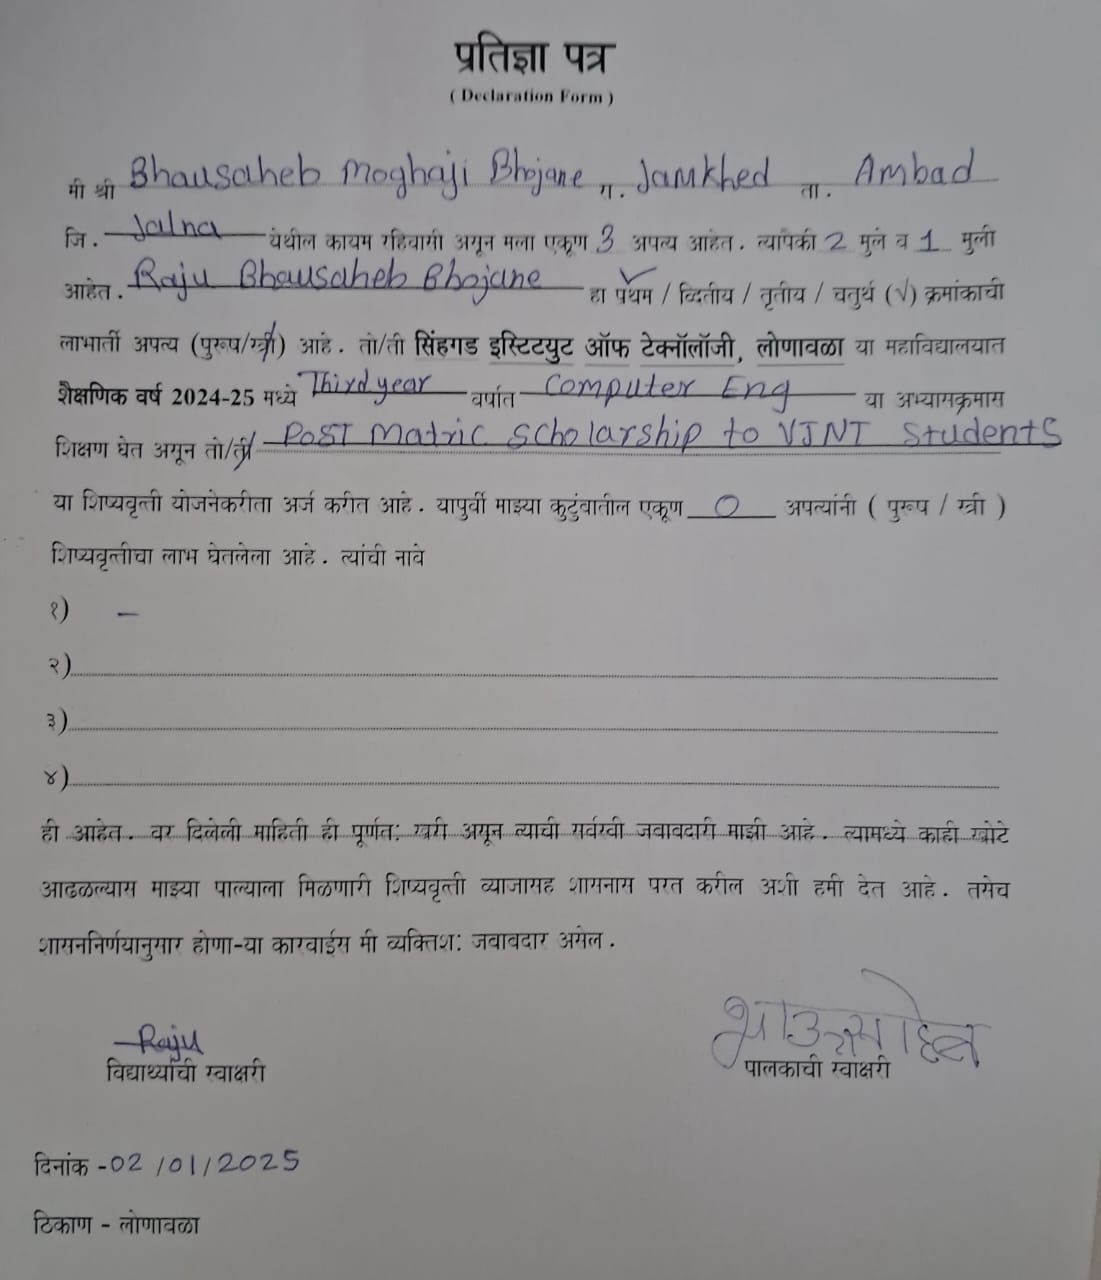 प्रतिज्ञा पत्र
( Declaration Form )
मी श्री Bhausaheb Moghaji Bhojane रा. Jamkhed ता. Ambad
जि. Jalna येथील कायम रहिवासी असून मला एकूण 3 अपत्य आहेत. त्यापैकी 2 मुले व 1 मुली
आहेत. Raju Bhausaheb Bhojane हा प्रथम / व्दितीय / तृतीय / चतुर्थ (√) क्रमांकाची
लाभार्ती अपत्य (पुरूष/स्त्री) आहे. तो/ती सिंहगड इस्टिटयुट ऑफ टेक्नॉलॉजी, लोणावळा या महाविद्यालयात
शैक्षणिक वर्ष 2024-25 मध्ये Third year वर्षात Computer Eng या अभ्यासक्रमास
शिक्षण घेत असून तो/ती Post Matric Scholarship to VJNT Students
या शिष्यवृत्ती योजनेकरीता अर्ज करीत आहे. यापुर्वी माझ्या कुटुंबातील एकूण 0 अपत्यांनी ( पुरूष / स्त्री )
शिष्यवृत्तीचा लाभ घेतलेला आहे. त्यांची नावे
१) –
२)
३)
४)
ही आहेत. वर दिलेली माहिती ही पूर्णत: खरी असून त्याची सर्वस्वी जवाबदारी माझी आहे. त्यामध्ये काही खोटे
आढळल्यास माझ्या पाल्याला मिळणारी शिष्यवृत्ती व्याजासह शासनास परत करील अशी हमी देत आहे. तसेच
शासननिर्णयानुसार होणा-या कारवाईस मी व्यक्तिश: जवाबदार असेल.
Raju भाऊसाहेब
विद्यार्थ्याची स्वाक्षरी पालकाची स्वाक्षरी
दिनांक - 02/01/2025
ठिकाण - लोणावळा